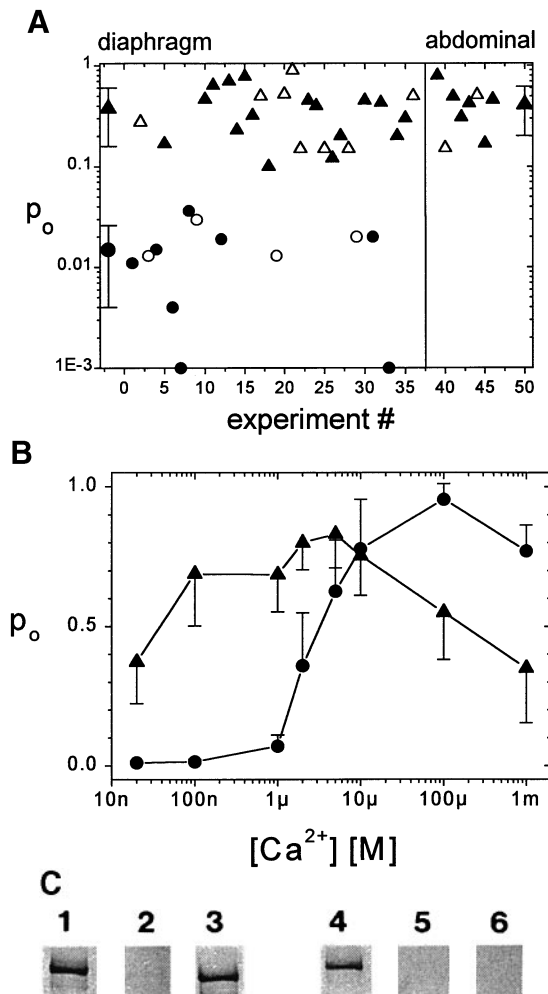 A
diaphragm
abdominal
1
0.1
0.01
1E-3
p₀
0 5 10 15 20 25 30 35 40 45 50
experiment #
B
1.0
0.5
0.0
p₀
10n 100n 1µ 10µ 100µ 1m
[Ca²⁺] [M]
C
1 2 3 4 5 6